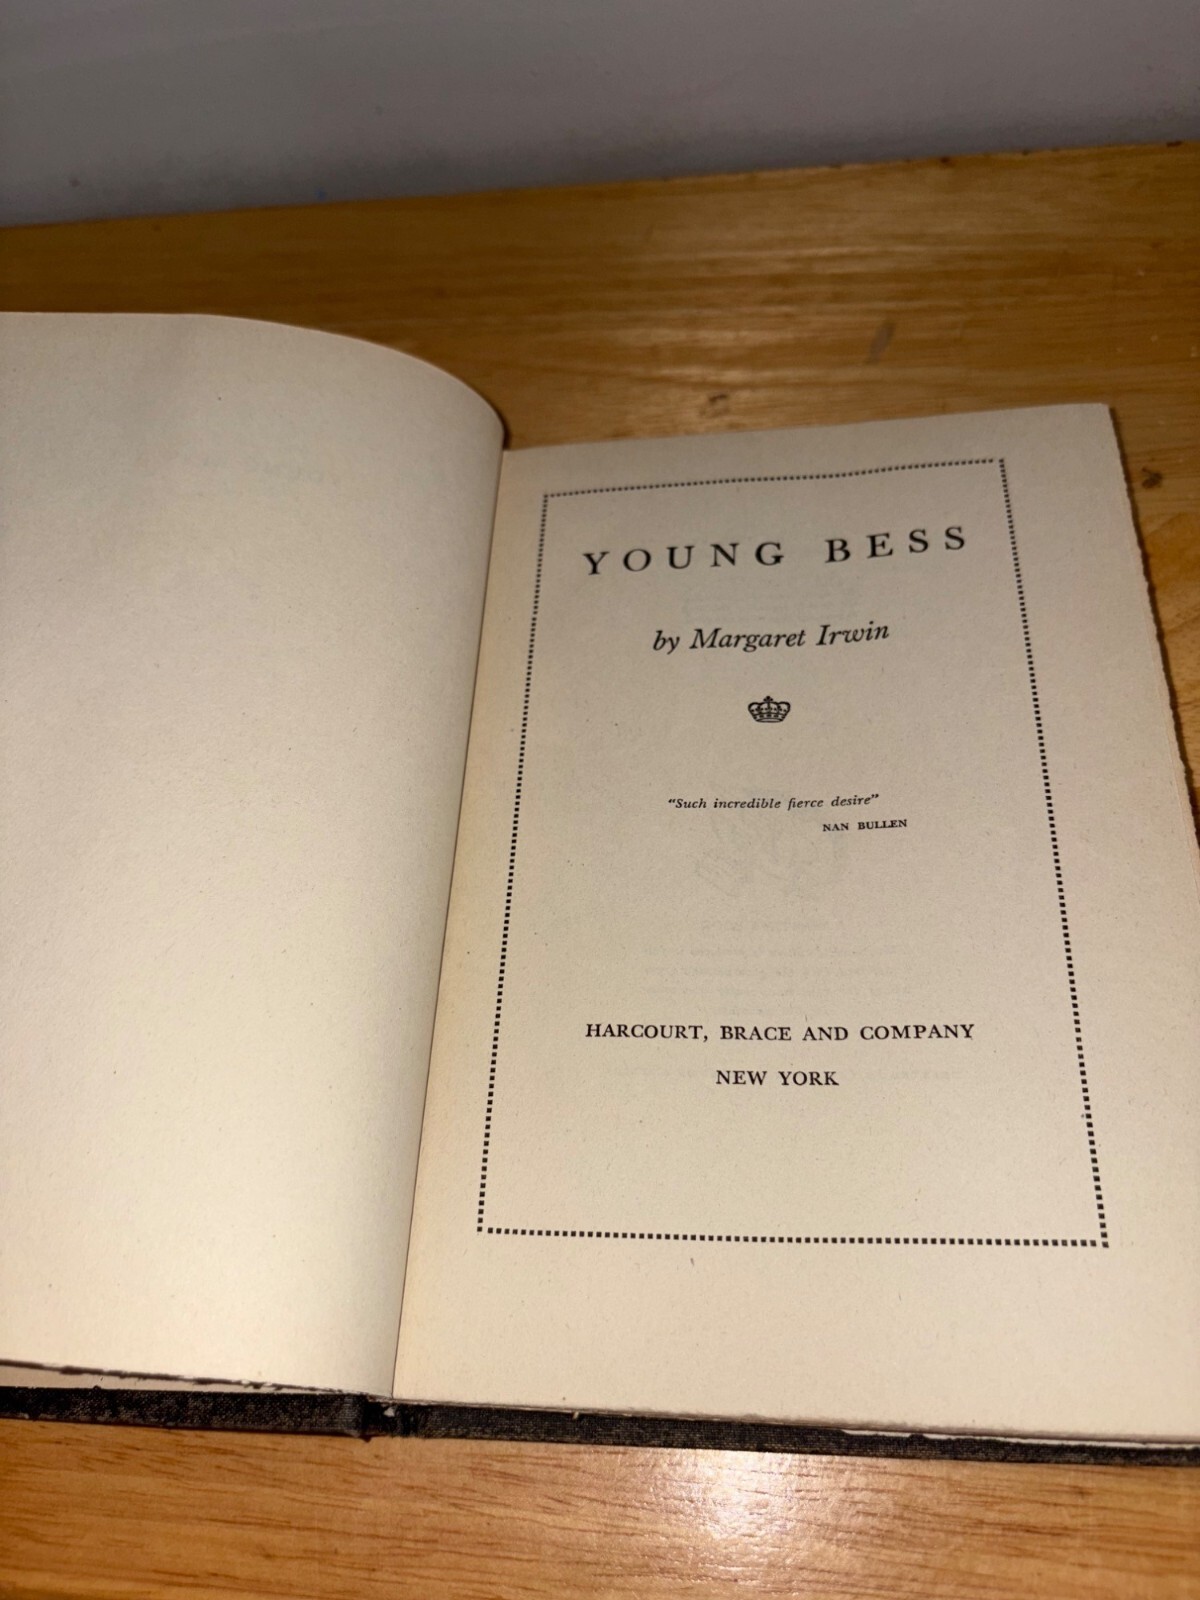 YOUNG BESS
by Margaret Irwin
"Such incredible fierce desire"
NAN BULLEN
HARCOURT, BRACE AND COMPANY
NEW YORK